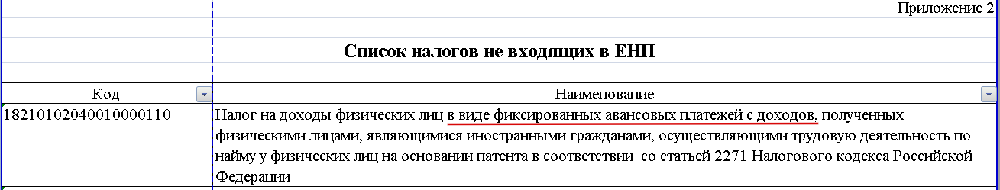 Приложение 2
Список налогов не входящих в ЕНП
Код Наименование
18210102040010000110 Налог на доходы физических лиц в виде фиксированных авансовых платежей с доходов, полученных
физическими лицами, являющимися иностранными гражданами, осуществляющими трудовую деятельность по
найму у физических лиц на основании патента в соответствии со статьей 2271 Налогового кодекса Российской
Федерации